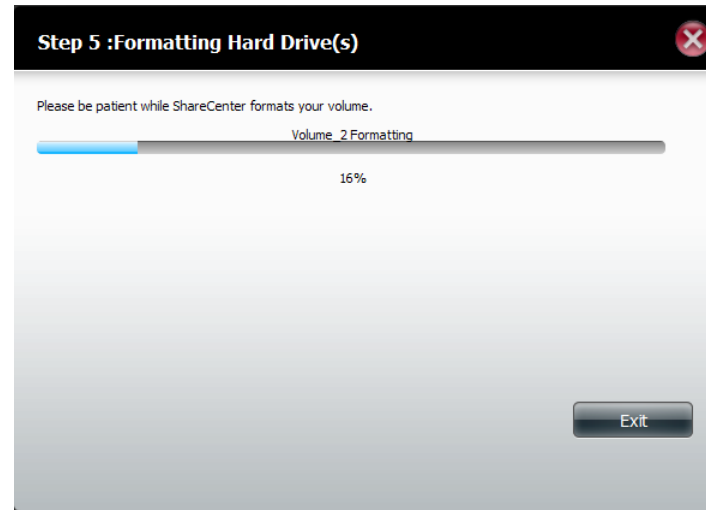 Step 5 :Formatting Hard Drive(s)
Please be patient while ShareCenter formats your volume.
Volume_2 Formatting
16%
Exit